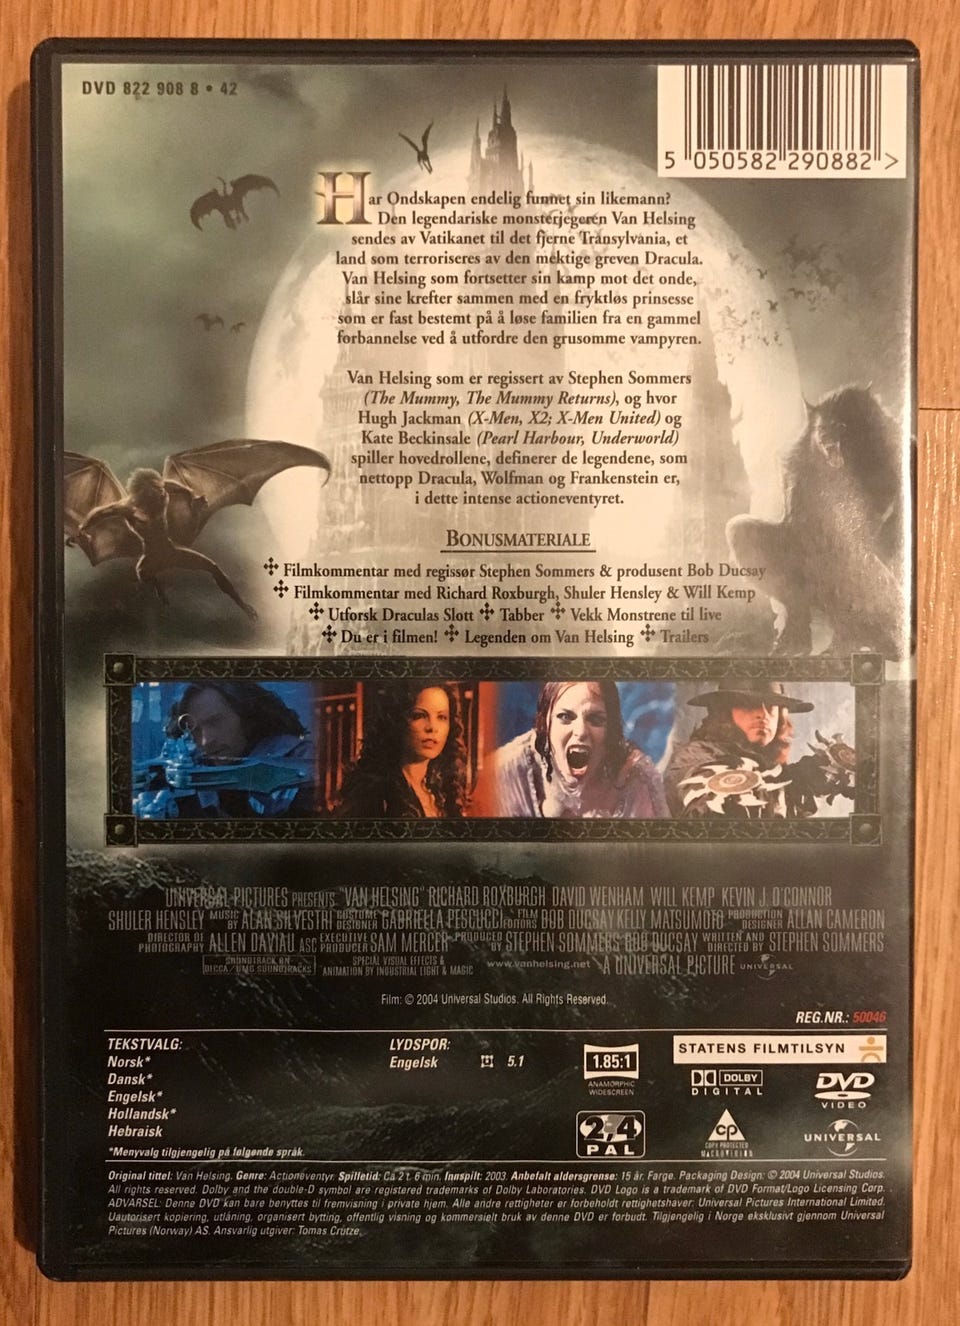 DVD 822 908 8 • 42
5 050582 290882 >
Har Ondskapen endelig funnet sin likemann?
Den legendariske monsterjegeren Van Helsing
sendes av Vatikanet til det fjerne Transylvania, et
land som terroriseres av den mektige greven Dracula.
Van Helsing som fortsetter sin kamp mot det onde,
slår sine krefter sammen med en fryktløs prinsesse
som er fast bestemt på å løse familien fra en gammel
forbannelse ved å utfordre den grusomme vampyren.
Van Helsing som er regissert av Stephen Sommers
(The Mummy, The Mummy Returns), og hvor
Hugh Jackman (X-Men, X2; X-Men United) og
Kate Beckinsale (Pearl Harbour, Underworld)
spiller hovedrollene, definerer de legendene, som
nettopp Dracula, Wolfman og Frankenstein er,
i dette intense actioneventyret.
BONUSMATERIALE
Filmkommentar med regissør Stephen Sommers & produsent Bob Ducsay
Filmkommentar med Richard Roxburgh, Shuler Hensley & Will Kemp
Utforsk Draculas Slott Tabber Vekk Monstrene til live
Du er i filmen! Legenden om Van Helsing Trailers
UNIVERSAL PICTURES PRESENTS "VAN HELSING" RICHARD ROXBURGH DAVID WENHAM WILL KEMP KEVIN J. O'CONNOR
SHULER HENSLEY MUSIC BY ALAN SILVESTRI COSTUME DESIGNER GABRIELLA PESCUCCI FILM EDITORS BOB DUCSAY KELLY MATSUMOTO PRODUCTION DESIGNER ALLAN CAMERON
DIRECTOR OF PHOTOGRAPHY ALLEN DAVIAU ASC EXECUTIVE PRODUCER SAM MERCER PRODUCED BY STEPHEN SOMMERS BOB DUCSAY WRITTEN AND DIRECTED BY STEPHEN SOMMERS
SOUNDTRACK ON DECCA/UMG SOUNDTRACKS SPECIAL VISUAL EFFECTS & ANIMATION BY INDUSTRIAL LIGHT & MAGIC www.vanhelsing.net A UNIVERSAL PICTURE UNIVERSAL
Film: © 2004 Universal Studios. All Rights Reserved.
REG.NR.: 50046
TEKSTVALG:
Norsk*
Dansk*
Engelsk*
Hollandsk*
Hebraisk
*Menyvalg tilgjengelig på følgende språk.
LYDSPOR:
Engelsk 5.1
1.85:1
ANAMORPHIC
WIDESCREEN
STATENS FILMTILSYN
DOLBY
DIGITAL
DVD
VIDEO
2,4
PAL
CP
COPY PROTECTED
MACROVISION
UNIVERSAL
Original tittel: Van Helsing. Genre: Actioneventyr. Spilletid: Ca 2 t. 6 min. Innspilt: 2003. Anbefalt aldersgrense: 15 år. Farge. Packaging Design: © 2004 Universal Studios.
All rights reserved. Dolby and the double-D symbol are registered trademarks of Dolby Laboratories. DVD Logo is a trademark of DVD Format/Logo Licensing Corp.
ADVARSEL: Denne DVD kan bare benyttes til fremvisning i private hjem. Alle andre rettigheter er forbeholdt rettighetshaver: Universal Pictures International Limited.
Uautorisert kopiering, utlåning, organisert bytting, offentlig visning og kommersielt bruk av denne DVD er forbudt. Tilgjengelig i Norge eksklusivt gjennom Universal
Pictures (Norway) AS. Ansvarlig utgiver: Tomas Crutze.